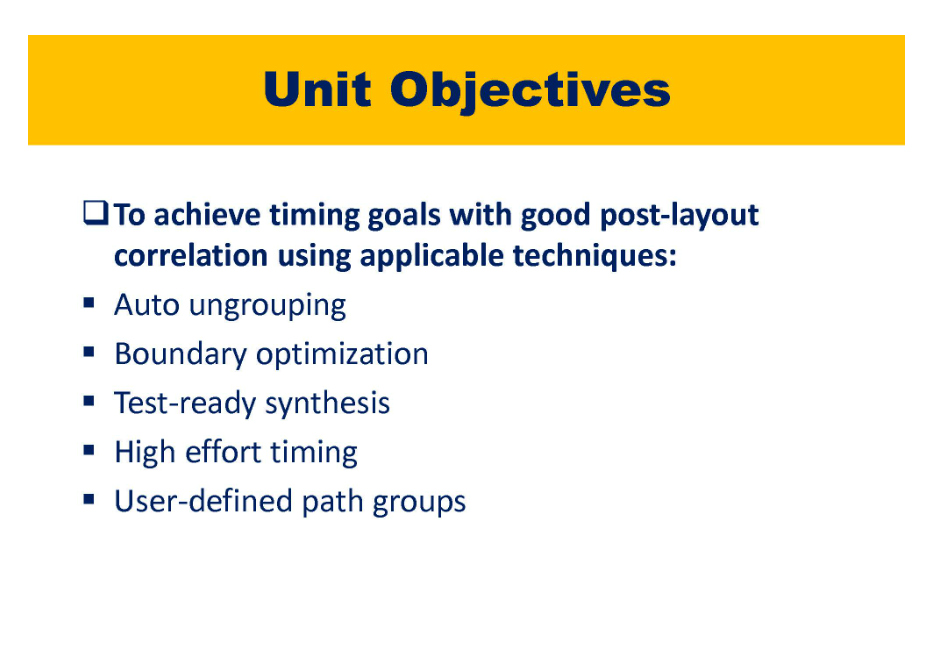 Unit Objectives
❑To achieve timing goals with good post-layout
correlation using applicable techniques:
▪ Auto ungrouping
▪ Boundary optimization
▪ Test-ready synthesis
▪ High effort timing
▪ User-defined path groups